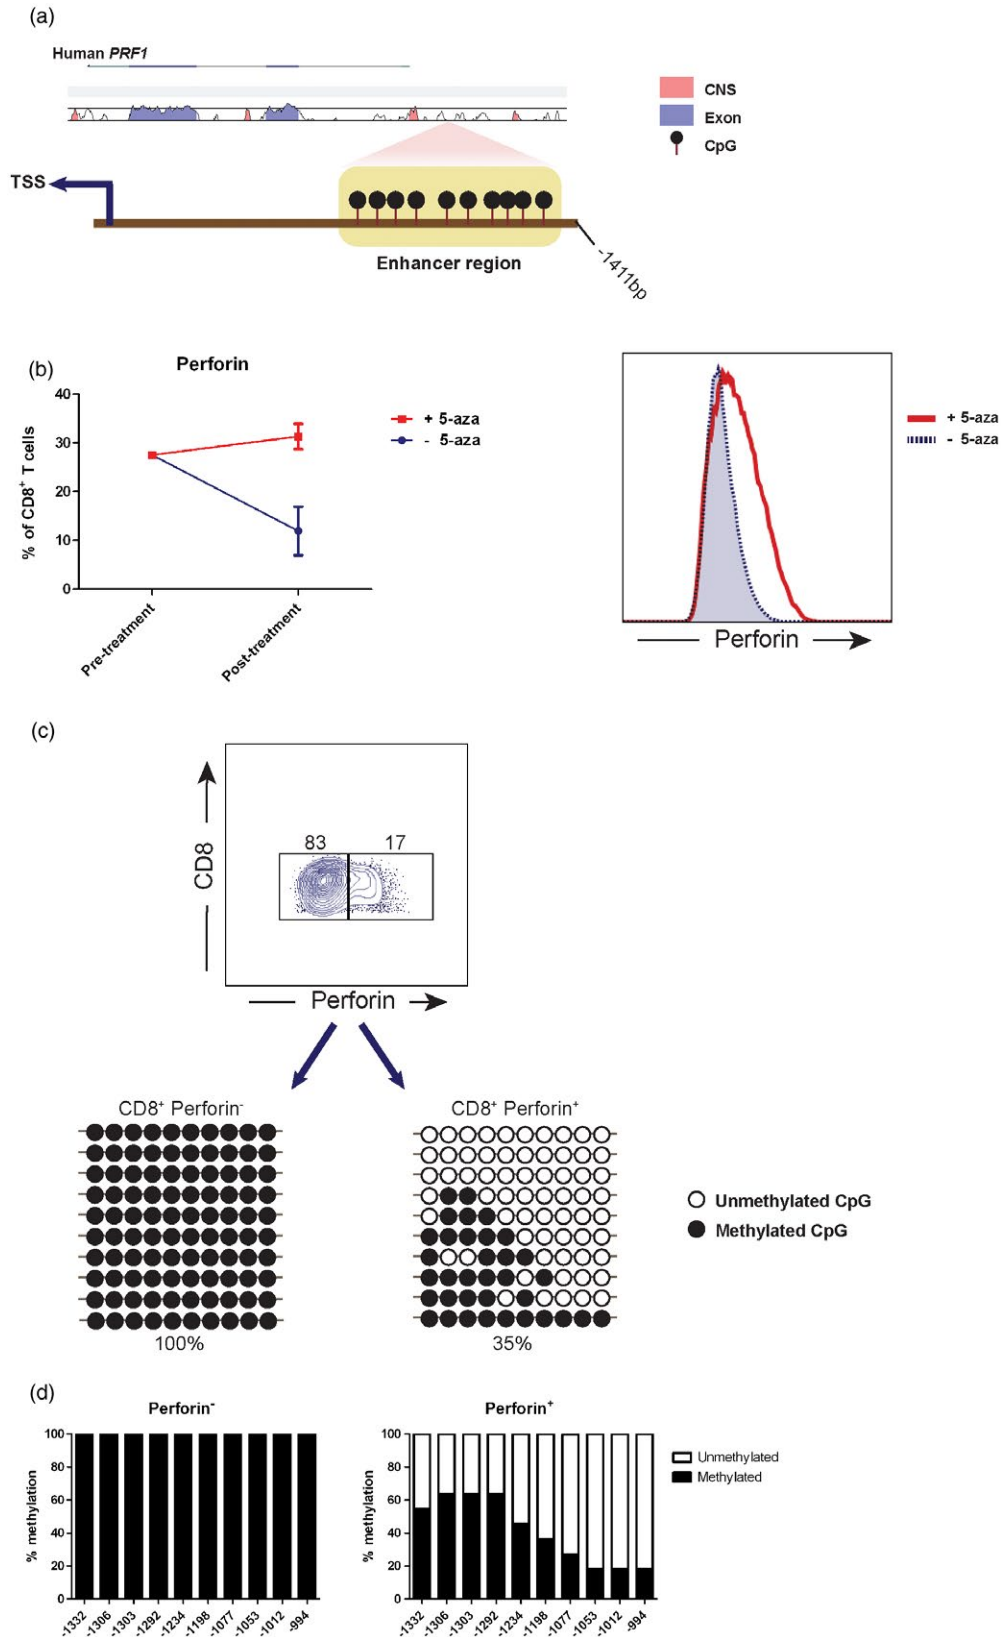 (a)
Human PRF1
CNS
Exon
CpG
TSS
Enhancer region
-1411bp
(b)
Perforin
% of CD8+ T cells
40
30
20
10
0
Pre-treatment
Post-treatment
+ 5-aza
- 5-aza
+ 5-aza
- 5-aza
Perforin
(c)
CD8
83 17
Perforin
CD8+ Perforin-
CD8+ Perforin+
Unmethylated CpG
Methylated CpG
100%
35%
(d)
Perforin-
% methylation
100
80
60
40
20
0
-1332
-1306
-1303
-1292
-1234
-1198
-1077
-1053
-1012
-994
Perforin+
% methylation
100
80
60
40
20
0
-1332
-1306
-1303
-1292
-1234
-1198
-1077
-1053
-1012
-994
Unmethylated
Methylated